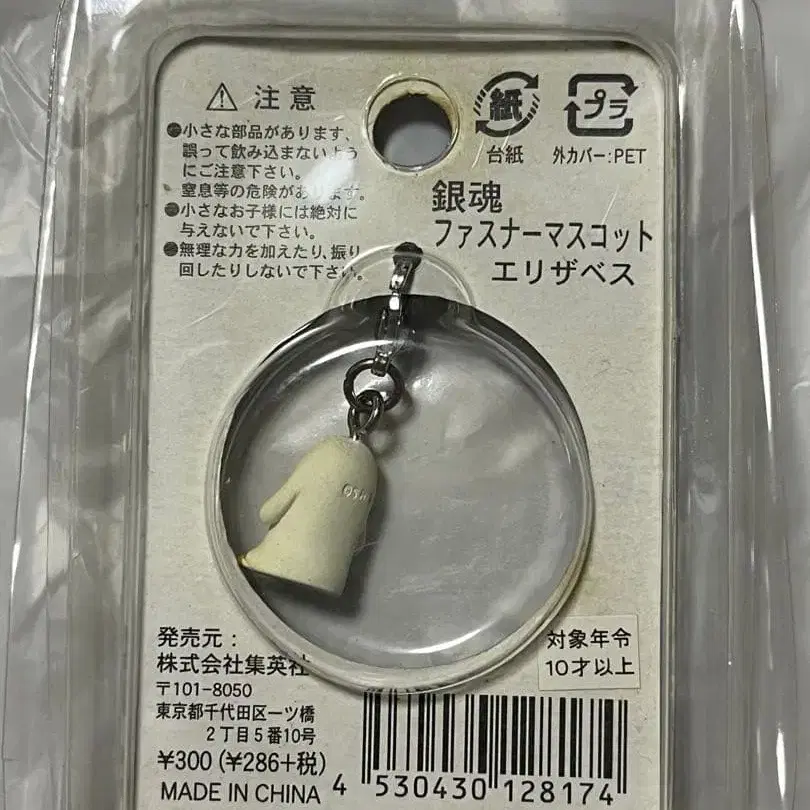 ⚠ 注意
●小さな部品があります、
誤って飲み込まないよう
にご注意下さい。
窒息等の危険があります。
●小さなお子様には絶対に
与えないで下さい。
●無理な力を加えたり、振り
回したりしないで下さい。
紙
台紙
プラ
外カバー:PET
銀魂
ファスナーマスコット
エリザベス
発売元:
株式会社集英社
〒101-8050
東京都千代田区一ツ橋
2丁目5番10号
¥300 (¥286+税)
MADE IN CHINA
対象年令
10才以上
4 530430 128174